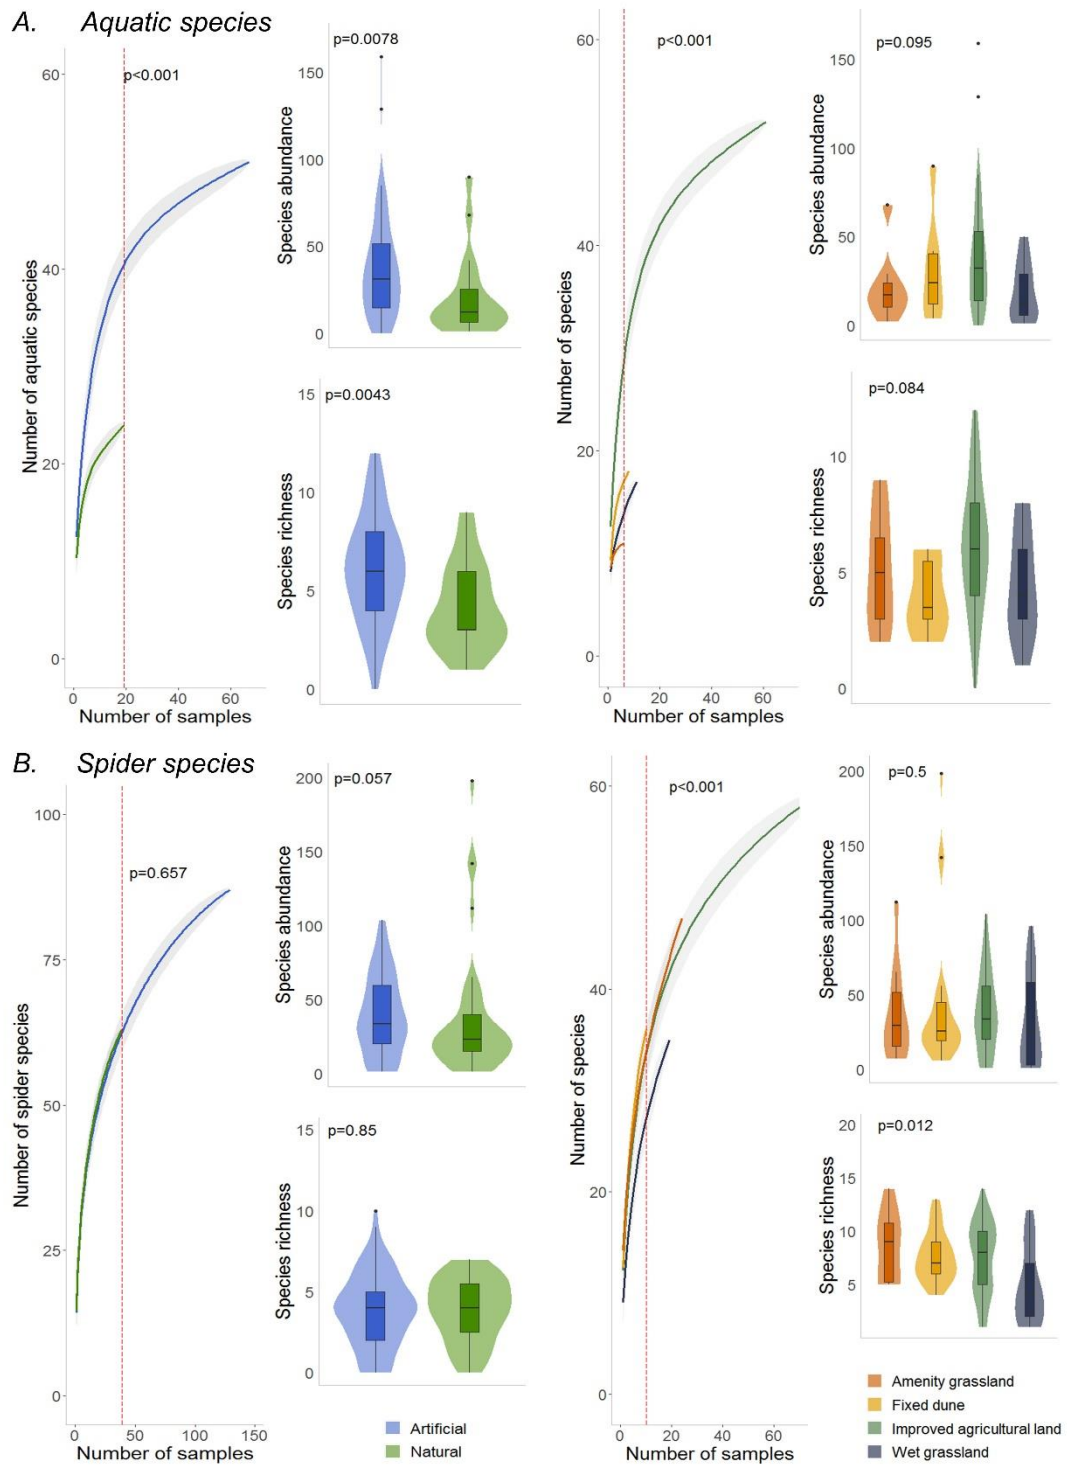 A. Aquatic species
60
40
20
0
0 20 40 60
Number of aquatic species
Number of samples
p<0.001
p=0.0078
150
100
50
0
Species abundance
p=0.0043
15
10
5
0
Species richness
60
40
20
0
0 20 40 60
Number of species
Number of samples
p<0.001
p=0.095
150
100
50
0
Species abundance
p=0.084
10
5
0
Species richness
B. Spider species
100
75
50
25
0
0 50 100 150
Number of spider species
Number of samples
p=0.657
p=0.057
200
150
100
50
0
Species abundance
p=0.85
15
10
5
0
Species richness
Artificial
Natural
60
40
20
0
0 20 40 60
Number of species
Number of samples
p<0.001
p=0.5
200
150
100
50
0
Species abundance
p=0.012
20
15
10
5
Species richness
Amenity grassland
Fixed dune
Improved agricultural land
Wet grassland